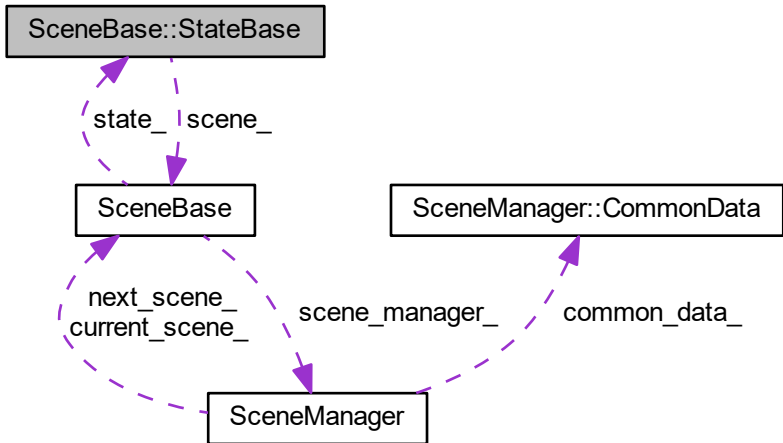 SceneBase::StateBase
state_
scene_
SceneBase
SceneManager::CommonData
next_scene_
current_scene_
scene_manager_
common_data_
SceneManager